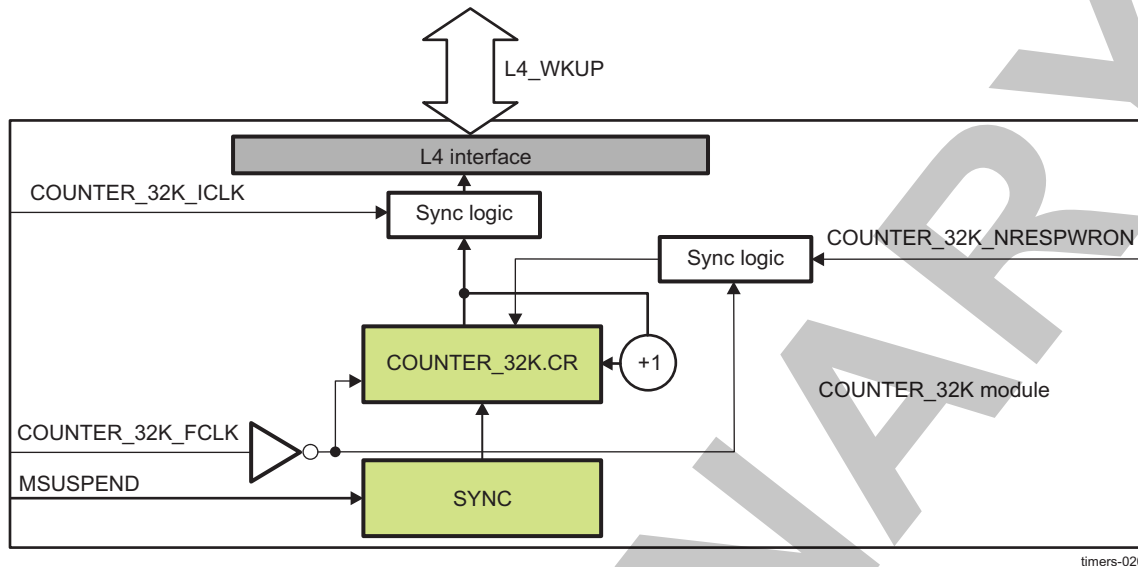 L4_WKUP
L4 interface
COUNTER_32K_ICLK
Sync logic
COUNTER_32K_NRESPWRON
Sync logic
COUNTER_32K.CR
+1
COUNTER_32K module
COUNTER_32K_FCLK
MSUSPEND
SYNC